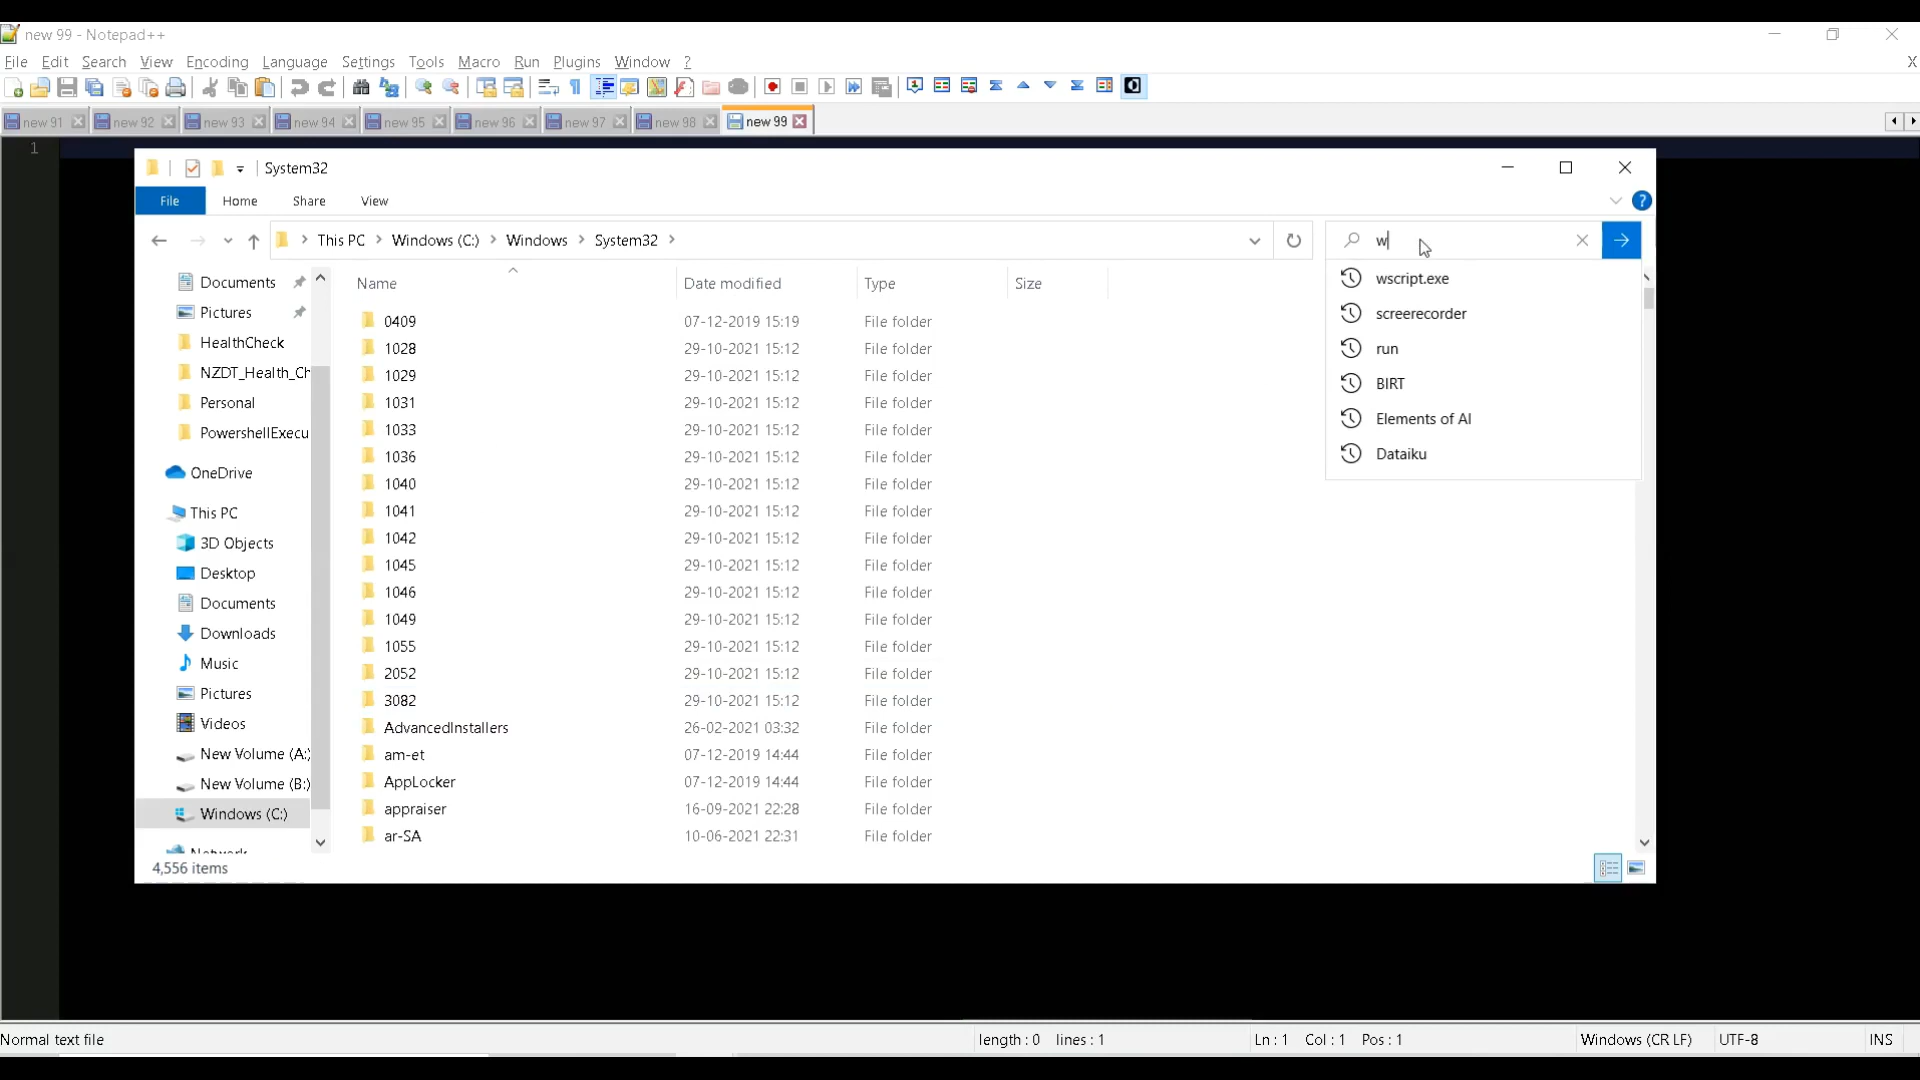 new 99 - Notepad++
File Edit Search View Encoding Language Settings Tools Macro Run Plugins Window ? X
new 91 new 92 new 93 new 94 new 95 new 96 new 97 new 98 new 99
1
System32
File Home Share View
This PC > Windows (C:) > Windows > System32 >
w
wscript.exe
screerecorder
run
BIRT
Elements of AI
Dataiku
Documents
Pictures
HealthCheck
NZDT_Health_Ch
Personal
PowershellExecu
OneDrive
This PC
3D Objects
Desktop
Documents
Downloads
Music
Pictures
Videos
New Volume (A:)
New Volume (B:)
Windows (C:)
Network
Name Date modified Type Size
0409 07-12-2019 15:19 File folder
1028 29-10-2021 15:12 File folder
1029 29-10-2021 15:12 File folder
1031 29-10-2021 15:12 File folder
1033 29-10-2021 15:12 File folder
1036 29-10-2021 15:12 File folder
1040 29-10-2021 15:12 File folder
1041 29-10-2021 15:12 File folder
1042 29-10-2021 15:12 File folder
1045 29-10-2021 15:12 File folder
1046 29-10-2021 15:12 File folder
1049 29-10-2021 15:12 File folder
1055 29-10-2021 15:12 File folder
2052 29-10-2021 15:12 File folder
3082 29-10-2021 15:12 File folder
AdvancedInstallers 26-02-2021 03:32 File folder
am-et 07-12-2019 14:44 File folder
AppLocker 07-12-2019 14:44 File folder
appraiser 16-09-2021 22:28 File folder
ar-SA 10-06-2021 22:31 File folder
4,556 items
Normal text file length : 0 lines : 1 Ln : 1 Col : 1 Pos : 1 Windows (CR LF) UTF-8 INS